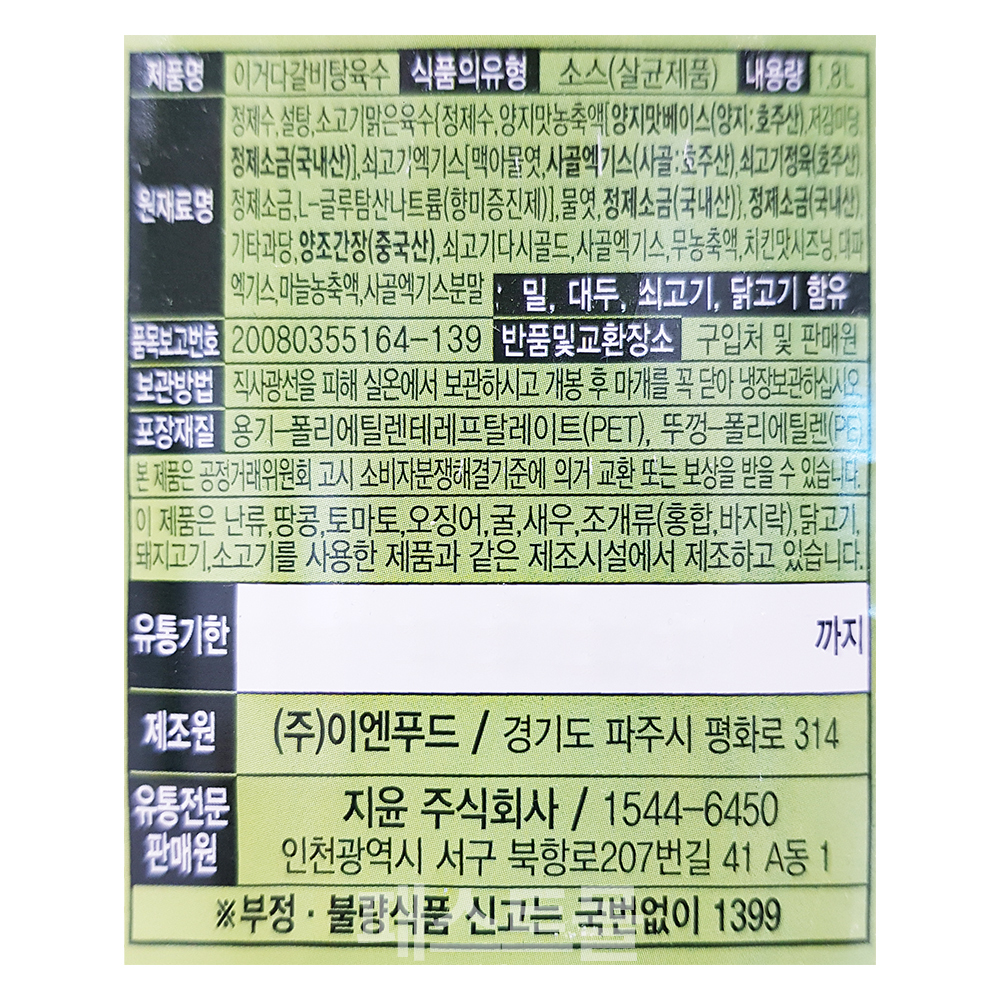 제품명 이거다갈비탕육수 식품의유형 소스(살균제품) 내용량 1.8L
원재료명
정제수,설탕,소고기맑은육수{정제수,양지맛농축액[양지맛베이스(양지:호주산),저감미당,
정제소금(국내산)],쇠고기엑기스[맥아물엿,사골엑기스(사골:호주산),쇠고기정육(호주산),
정제소금,L-글루탐산나트륨(향미증진제)],물엿,정제소금(국내산)},정제소금(국내산),
기타과당,양조간장(중국산),쇠고기다시골드,사골엑기스,무농축액,치킨맛시즈닝,대파
엑기스,마늘농축액,사골엑기스분말 밀, 대두, 쇠고기, 닭고기 함유
품목보고번호 20080355164-139 반품및교환장소 구입처 및 판매원
보관방법 직사광선을 피해 실온에서 보관하시고 개봉 후 마개를 꼭 닫아 냉장보관하십시오
포장재질 용기-폴리에틸렌테레프탈레이트(PET), 뚜껑-폴리에틸렌(PE)
본 제품은 공정거래위원회 고시 소비자분쟁해결기준에 의거 교환 또는 보상을 받을 수 있습니다.
이 제품은 난류,땅콩,토마토,오징어,굴,새우,조개류(홍합,바지락),닭고기,
돼지고기,소고기를 사용한 제품과 같은 제조시설에서 제조하고 있습니다.
유통기한 까지
제조원 (주)이엔푸드 / 경기도 파주시 평화로 314
유통전문
판매원
지윤 주식회사 / 1544-6450
인천광역시 서구 북항로207번길 41 A동 1
※부정·불량식품 신고는 국번없이 1399